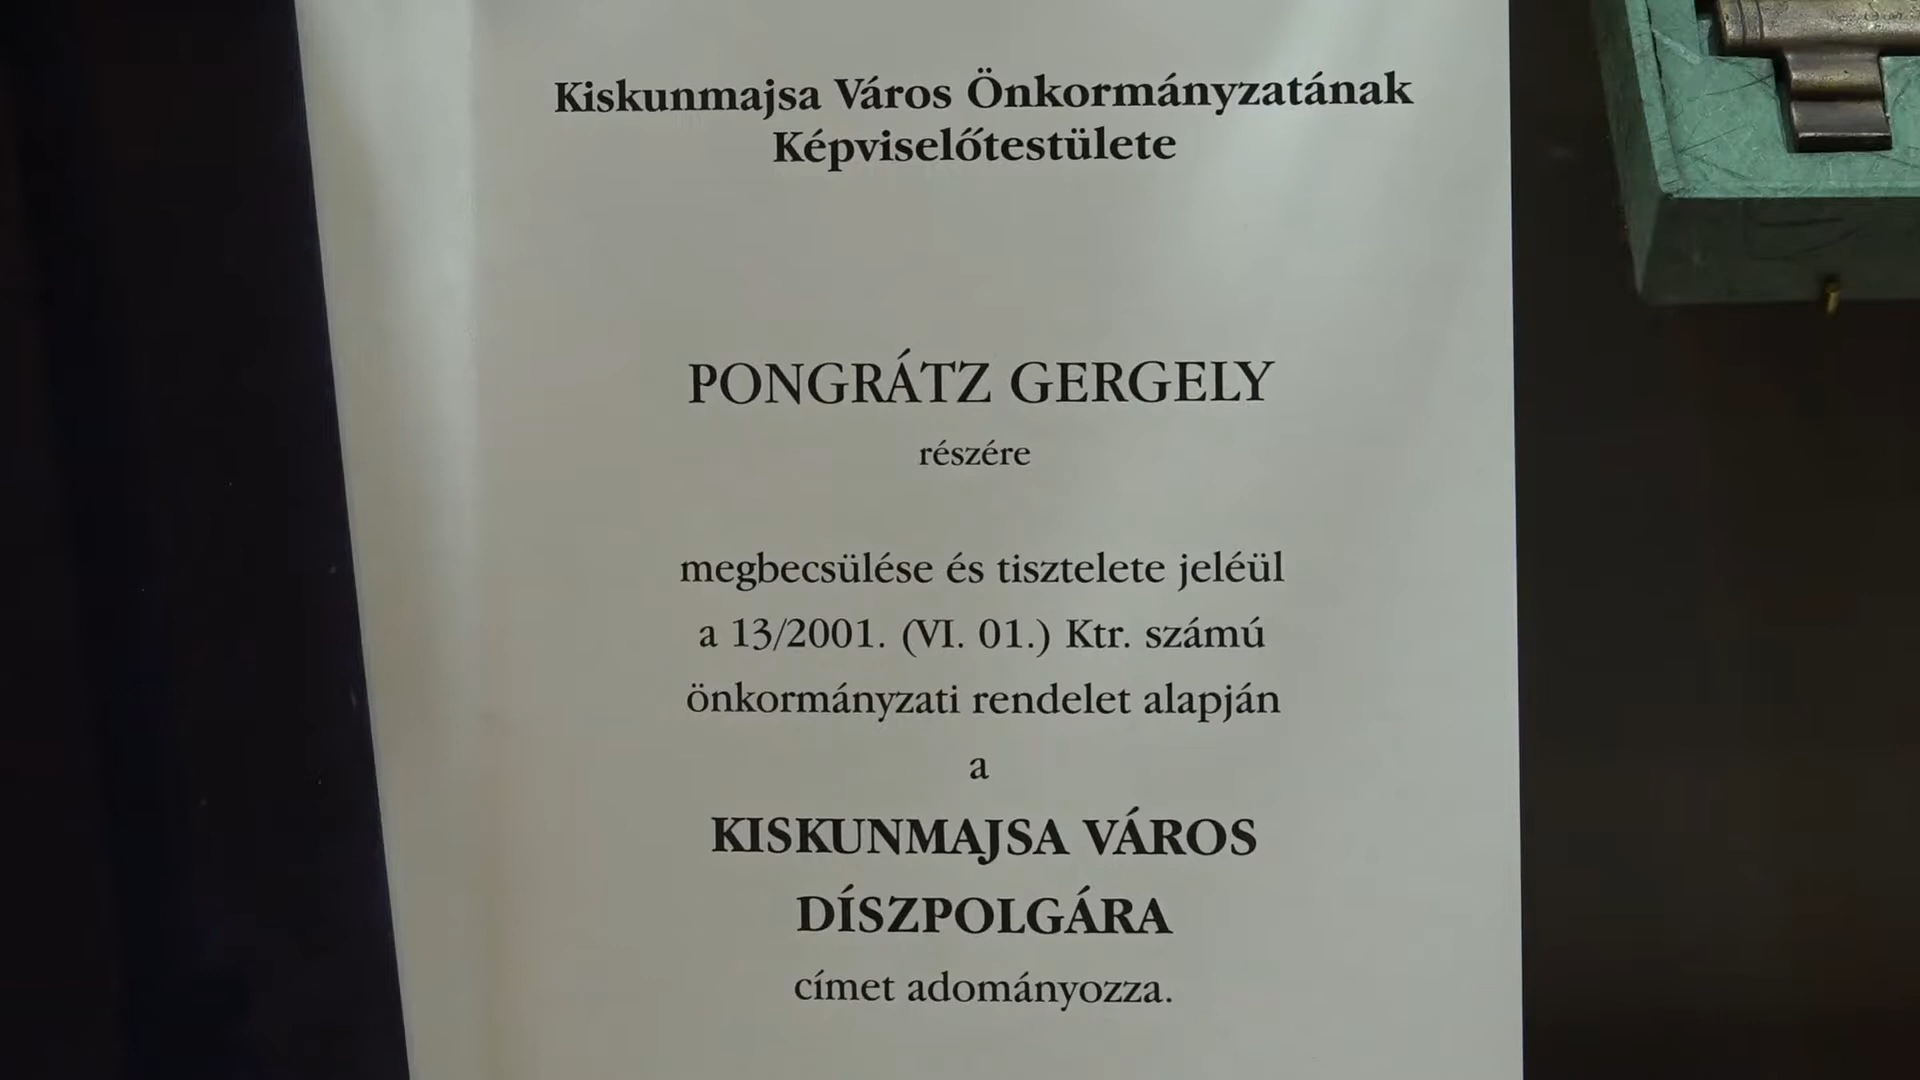 Kiskunmajsa Város Önkormányzatának
Képviselőtestülete
PONGRÁTZ GERGELY
részére
megbecsülése és tisztelete jeléül
a 13/2001. (VI. 01.) Ktr. számú
önkormányzati rendelet alapján
a
KISKUNMAJSA VÁROS
DÍSZPOLGÁRA
címet adományozza.